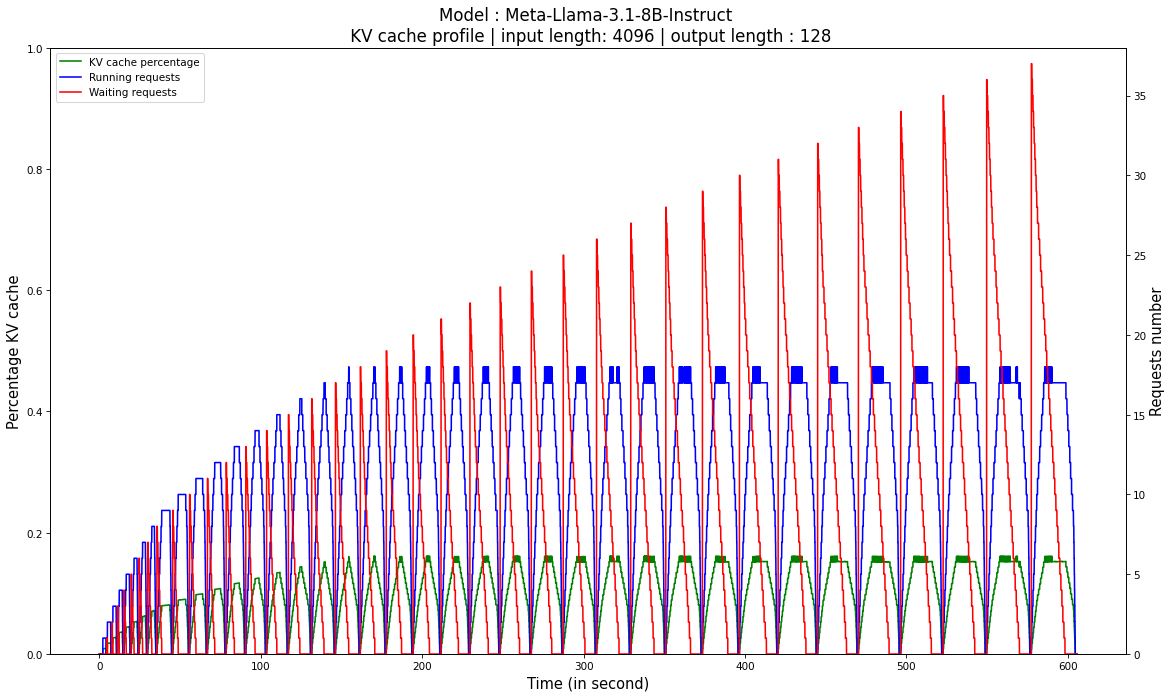 Model : Meta-Llama-3.1-8B-Instruct
KV cache profile | input length: 4096 | output length : 128
KV cache percentage
Running requests
Waiting requests
Percentage KV cache
1.0
0.8
0.6
0.4
0.2
0.0
35
30
25
20
15
10
5
0
Requests number
0 100 200 300 400 500 600
Time (in second)